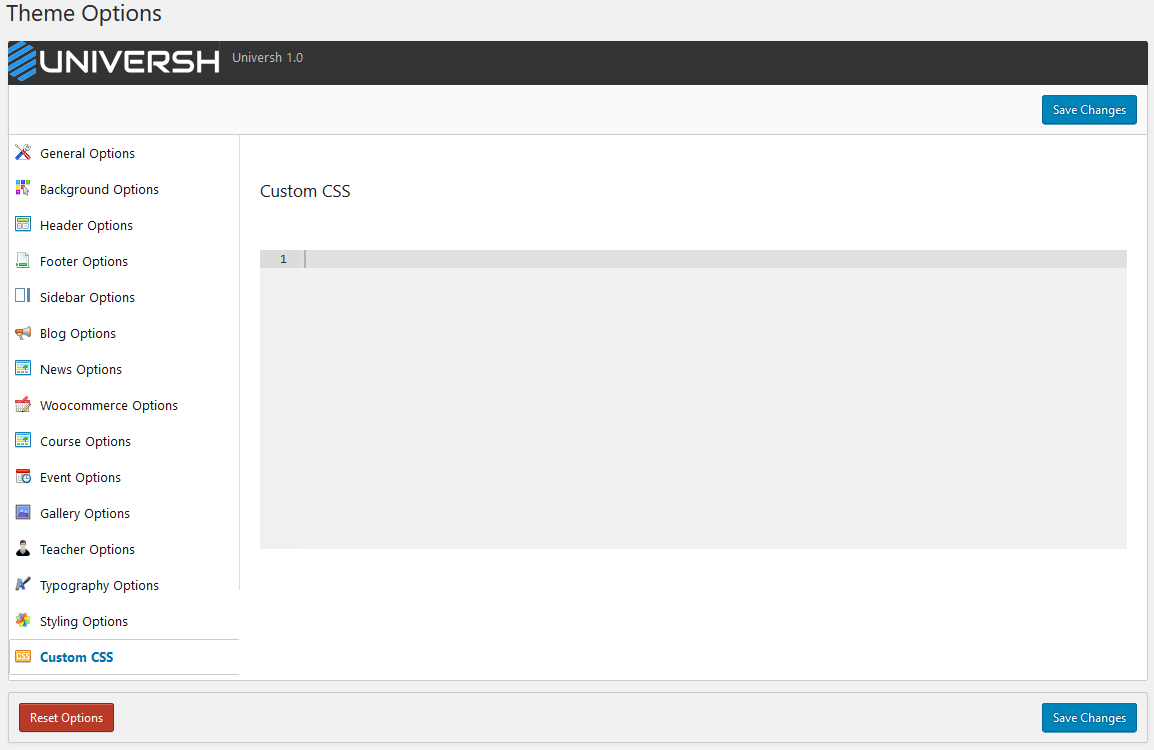 Theme Options
UNIVERSH Universh 1.0
Save Changes
General Options
Background Options
Custom CSS
Header Options
Footer Options
1
Sidebar Options
Blog Options
News Options
Woocommerce Options
Course Options
Event Options
Gallery Options
Teacher Options
Typography Options
Styling Options
CSS Custom CSS
Reset Options
Save Changes